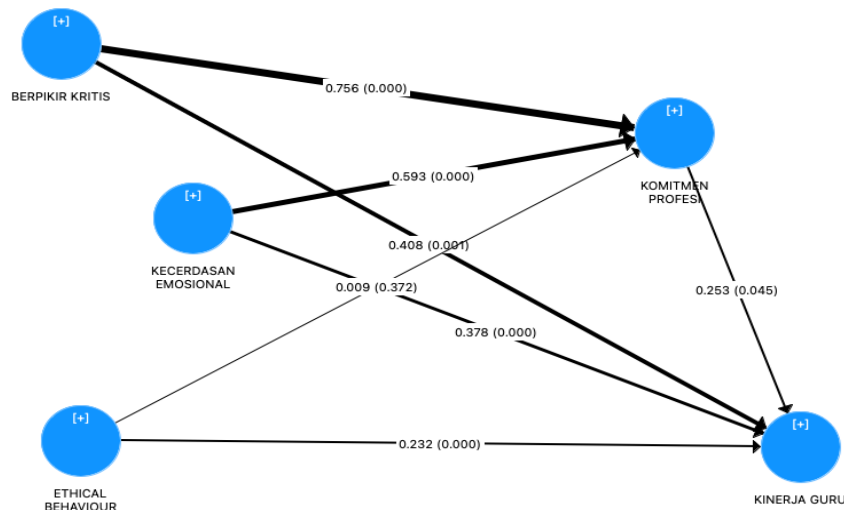 [+]
BERPIKIR KRITIS
0.756 (0.000)
[+]
KOMITMEN
PROFESI
0.593 (0.000)
[+]
KECERDASAN
EMOSIONAL
0.408 (0.001)
0.009 (0.372)
0.253 (0.045)
0.378 (0.000)
[+]
ETHICAL
BEHAVIOUR
0.232 (0.000)
[+]
KINERJA GURU